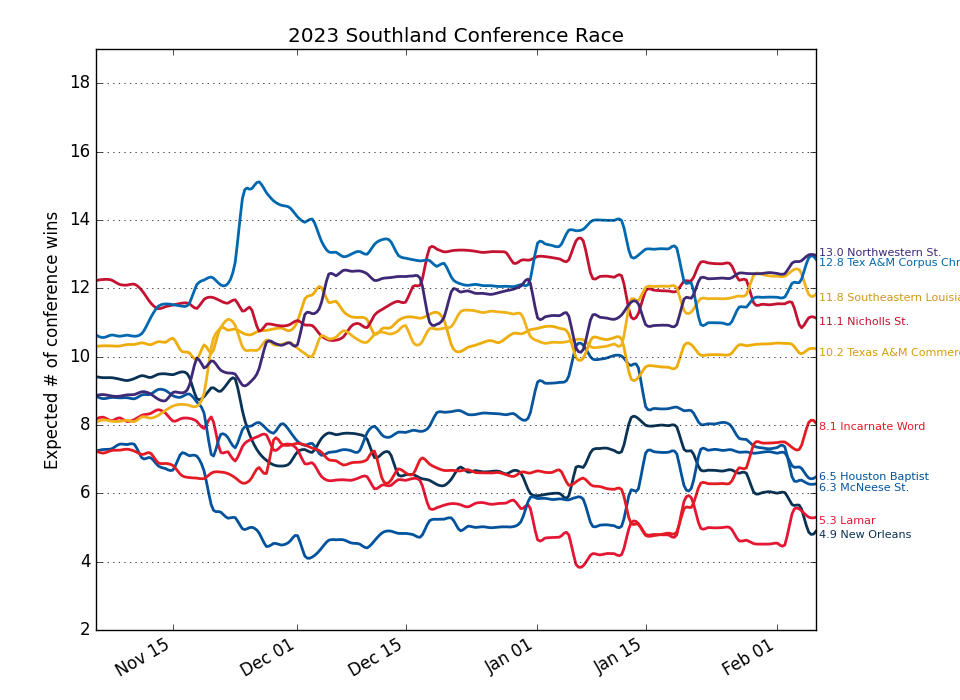 2023 Southland Conference Race
Expected # of conference wins
18
16
14
12
10
8
6
4
2
Nov 15
Dec 01
Dec 15
Jan 01
Jan 15
Feb 01
13.0 Northwestern St.
12.8 Tex A&M Corpus Chr
11.8 Southeastern Louisia
11.1 Nicholls St.
10.2 Texas A&M Commer
8.1 Incarnate Word
6.5 Houston Baptist
6.3 McNeese St.
5.3 Lamar
4.9 New Orleans